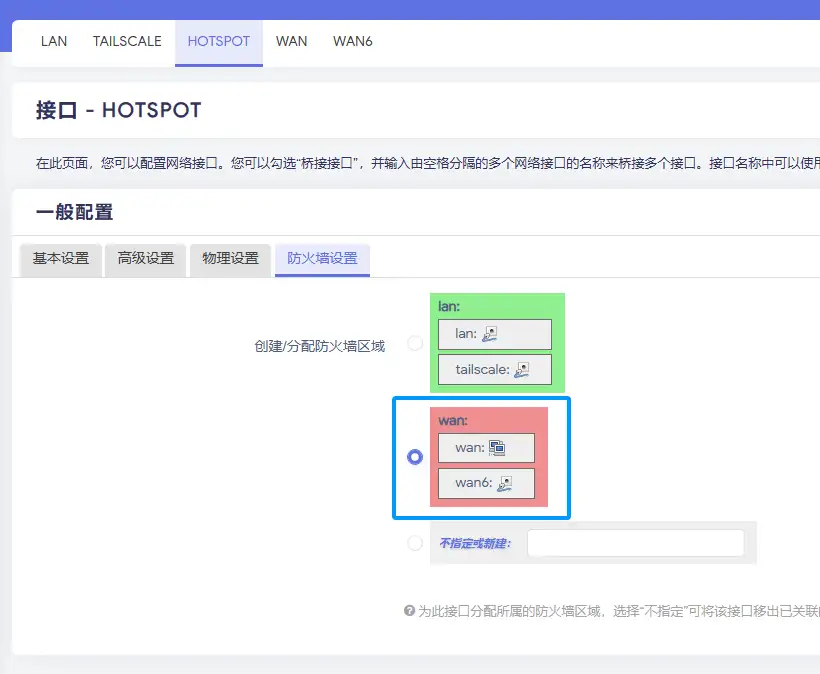 LAN TAILSCALE HOTSPOT WAN WAN6
接口 - HOTSPOT
在此页面，您可以配置网络接口。您可以勾选“桥接接口”，并输入由空格分隔的多个网络接口的名称来桥接多个接口。接口名称中可以使用
一般配置
基本设置 高级设置 物理设置 防火墙设置
lan:
lan:
创建/分配防火墙区域
tailscale:
wan:
wan:
wan6:
不指定或新建:
为此接口分配所属的防火墙区域，选择“不指定”可将该接口移出已关联